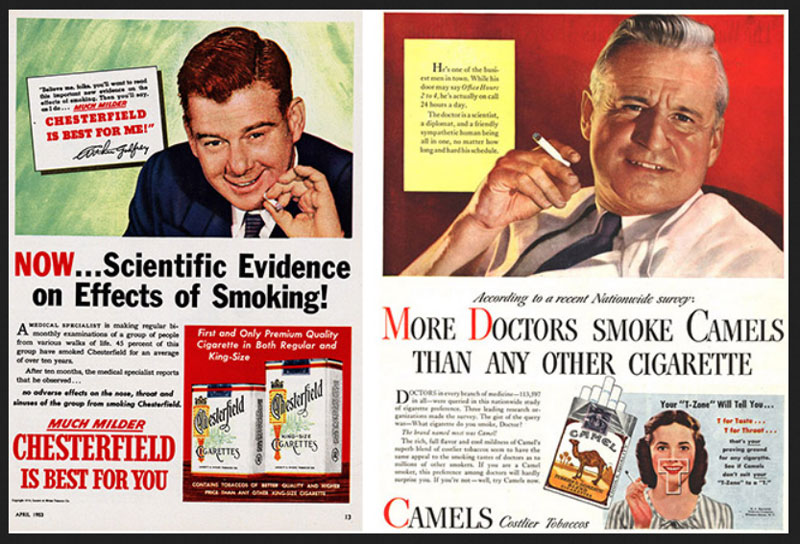 "Believe me, folks, you'll want to read
this important new evidence on the
effects of smoking. Then you'll say,
as I do... MUCH MILDER
CHESTERFIELD
IS BEST FOR ME!"
Arthur Godfrey
NOW...Scientific Evidence
on Effects of Smoking!
A MEDICAL SPECIALIST is making regular bi-
monthly examinations of a group of people
from various walks of life. 45 percent of this
group have smoked Chesterfield for an average
of over ten years.
After ten months, the medical specialist reports
that he observed...
no adverse effects on the nose, throat and
sinuses of the group from smoking Chesterfield.
MUCH MILDER
CHESTERFIELD
IS BEST FOR YOU
First and Only Premium Quality
Cigarette in Both Regular and
King-Size
Chesterfield
CIGARETTES
Chesterfield
KING-SIZE
CIGARETTES
CONTAINS TOBACCOS OF BETTER QUALITY AND HIGHER
PRICE THAN ANY OTHER KING-SIZE CIGARETTE
APRIL, 1953
13
He's one of the busi-
est men in town. While his
door may say Office Hours
2 to 4, he's actually on call
24 hours a day.
The doctor is a scientist,
a diplomat, and a friendly
sympathetic human being
all in one, no matter how
long and hard his schedule.
According to a recent Nationwide survey:
MORE DOCTORS SMOKE CAMELS
THAN ANY OTHER CIGARETTE
DOCTORS in every branch of medicine—113,597
in all—were queried in this nationwide study
of cigarette preference. Three leading research or-
ganizations made the survey. The gist of the query
was—What cigarette do you smoke, Doctor?
The brand named most was Camel!
The rich, full flavor and cool mildness of Camel's
superb blend of costlier tobaccos seem to have the
same appeal to the smoking tastes of doctors as to
millions of other smokers. If you are a Camel
smoker, this preference among doctors will hardly
surprise you. If you're not—well, try Camels now.
CAMEL
Your "T-Zone" Will Tell You...
T for Taste...
T for Throat...
that's your
proving ground
for any cigarette.
See if Camels
don't suit your
"T-Zone" to a "T."
T
CAMELS Costlier Tobaccos